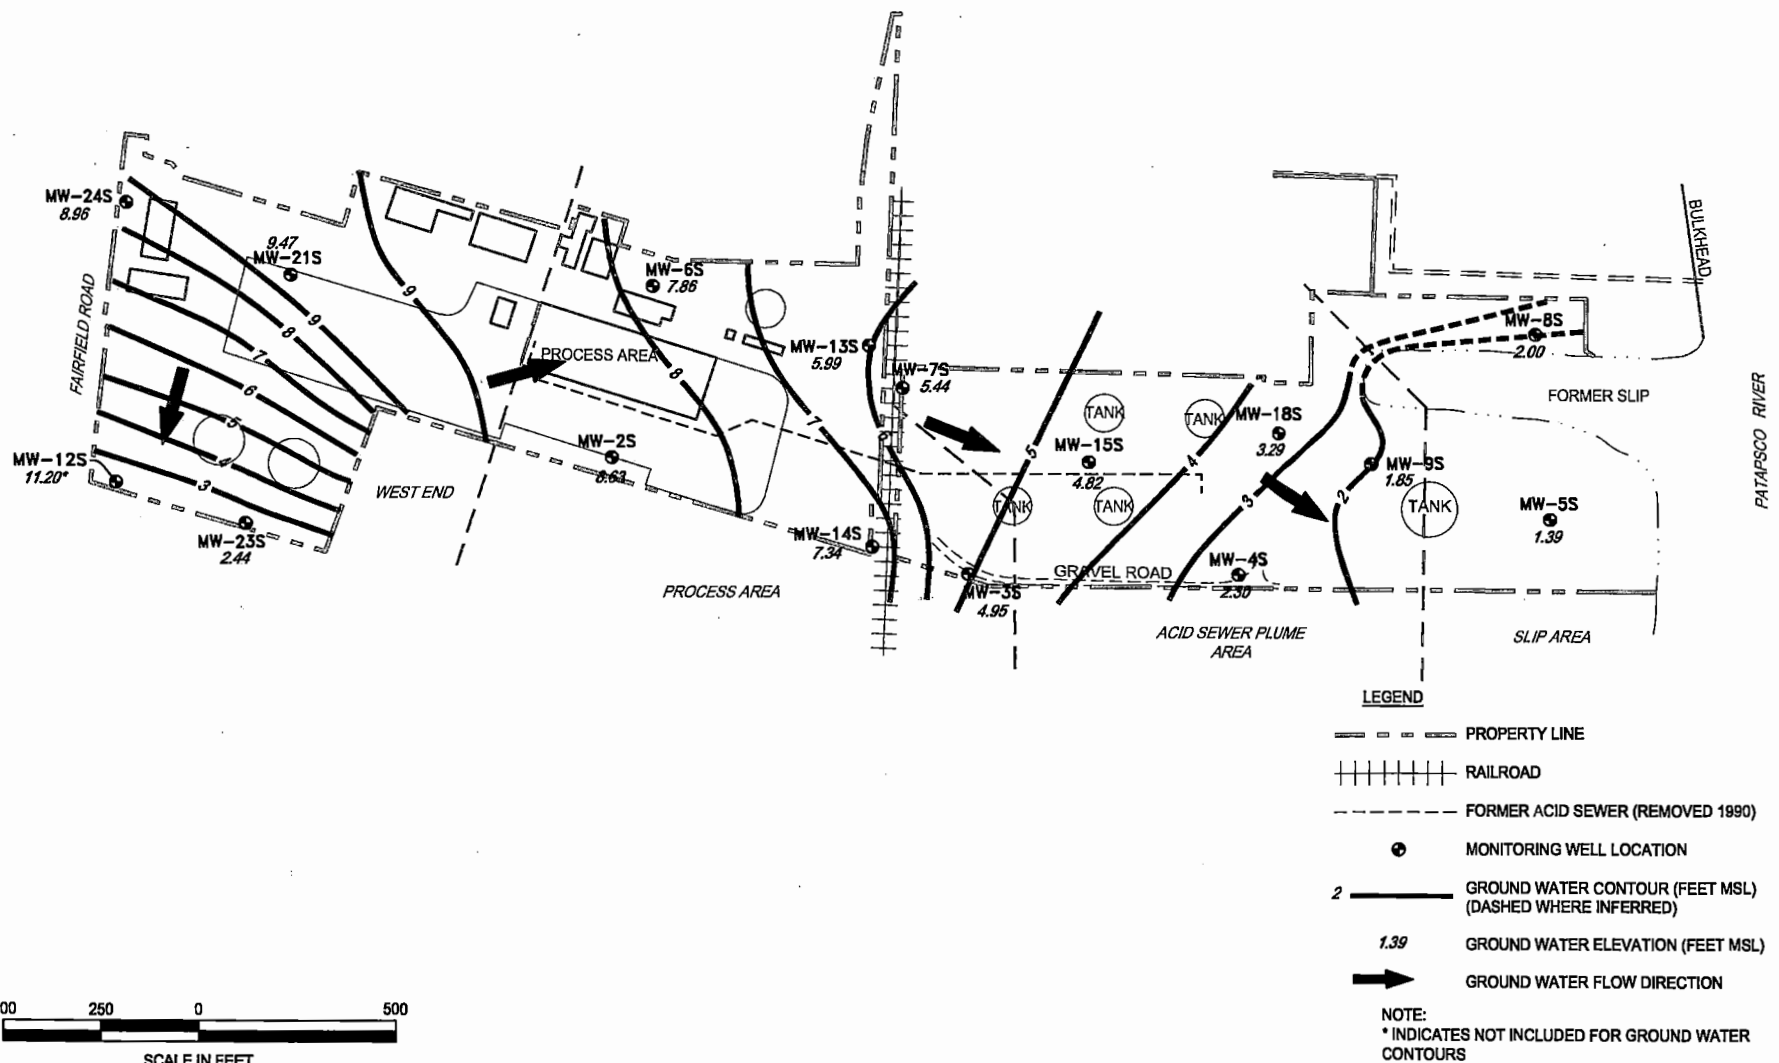 MW-24S
8.96
9.47
MW-21S
FAIRFIELD ROAD
9
8
7
6
5
4
3
MW-12S
11.20*
MW-23S
2.44
WEST END
9
PROCESS AREA
MW-6S
7.86
8
MW-2S
8.63
7
MW-13S
5.99
MW-7S
5.44
6
MW-14S
7.34
PROCESS AREA
5
TANK
TANK
MW-15S
4.82
TANK
TANK
4
MW-18S
3.29
3
MW-3S
4.95
GRAVEL ROAD
MW-4S
2.30
ACID SEWER PLUME
AREA
2
MW-9S
1.85
TANK
MW-8S
2.00
FORMER SLIP
MW-5S
1.39
SLIP AREA
BULKHEAD
PATAPSCO RIVER
LEGEND
PROPERTY LINE
RAILROAD
FORMER ACID SEWER (REMOVED 1990)
MONITORING WELL LOCATION
2 GROUND WATER CONTOUR (FEET MSL)
(DASHED WHERE INFERRED)
1.39 GROUND WATER ELEVATION (FEET MSL)
GROUND WATER FLOW DIRECTION
NOTE:
* INDICATES NOT INCLUDED FOR GROUND WATER
CONTOURS
00 250 0 500
SCALE IN FEET